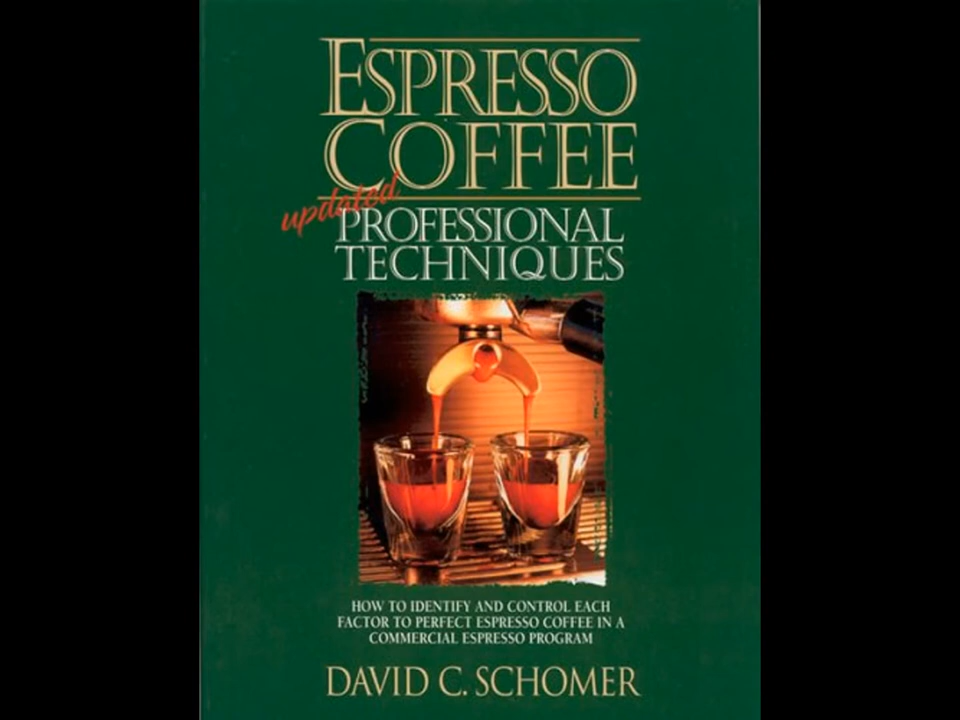 ESPRESSO
COFFEE
updated
PROFESSIONAL
TECHNIQUES
HOW TO IDENTIFY AND CONTROL EACH
FACTOR TO PERFECT ESPRESSO COFFEE IN A
COMMERCIAL ESPRESSO PROGRAM
DAVID C. SCHOMER